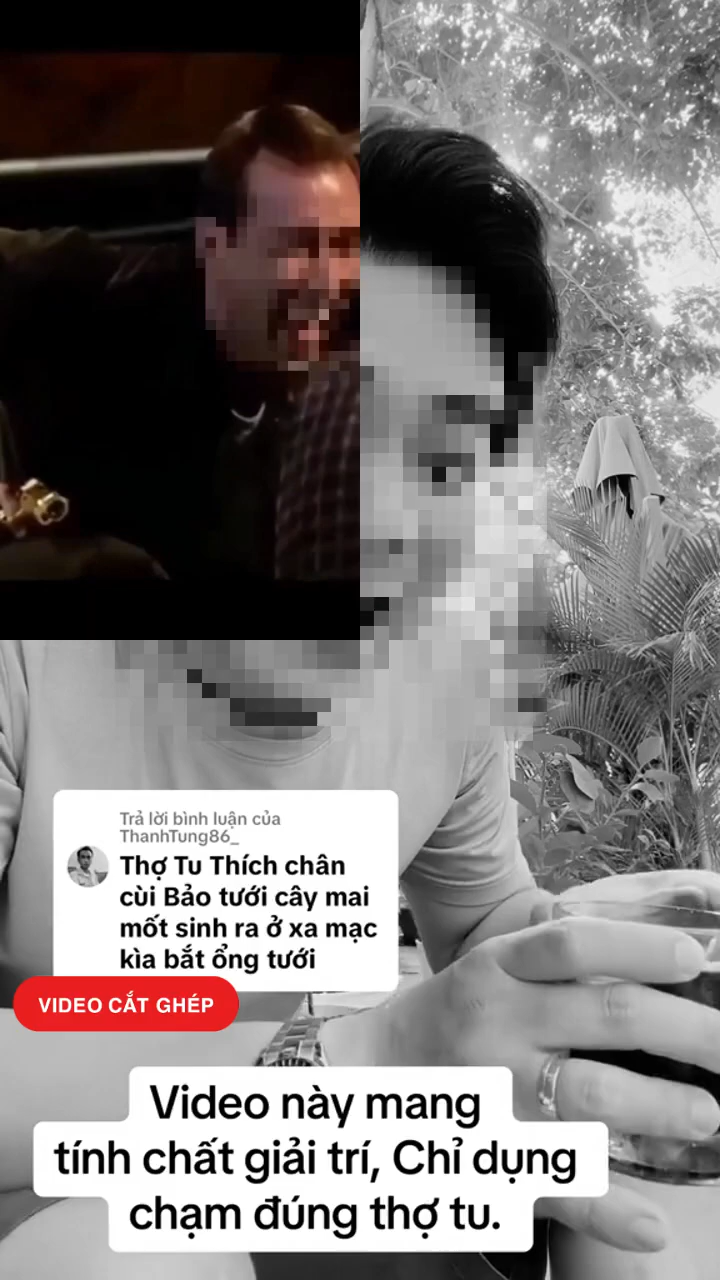 Trả lời bình luận của
ThanhTung86_
Thợ Tu Thích chân
cùi Bảo tưới cây mai
mốt sinh ra ở xa mạc
kìa bắt ổng tưới
VIDEO CẮT GHÉP
Video này mang
tính chất giải trí, Chỉ dụng
chạm đúng thợ tu.